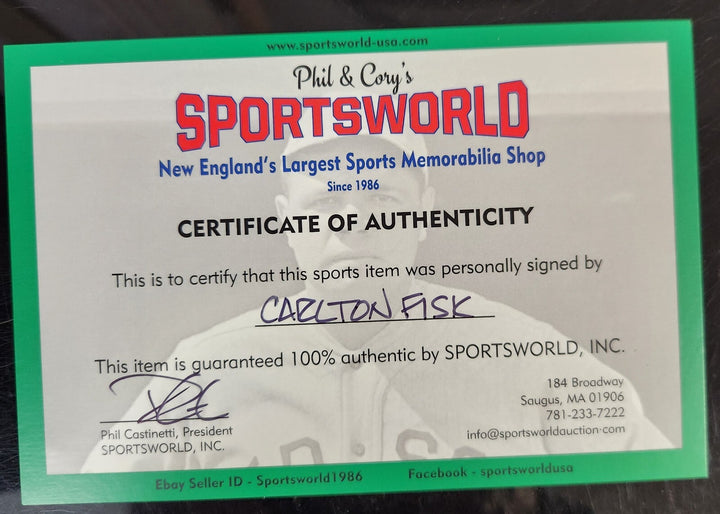 www.sportsworld-usa.com
Phil & Cory's
SPORTSWORLD
New England's Largest Sports Memorabilia Shop
Since 1986
CERTIFICATE OF AUTHENTICITY
This is to certify that this sports item was personally signed by
CARLTON FISK
This item is guaranteed 100% authentic by SPORTSWORLD, INC.
Phil Castinetti, President
SPORTSWORLD, INC.
184 Broadway
Saugus, MA 01906
781-233-7222
info@sportsworldauction.com
Ebay Seller ID - Sportsworld1986
Facebook - sportsworldusa